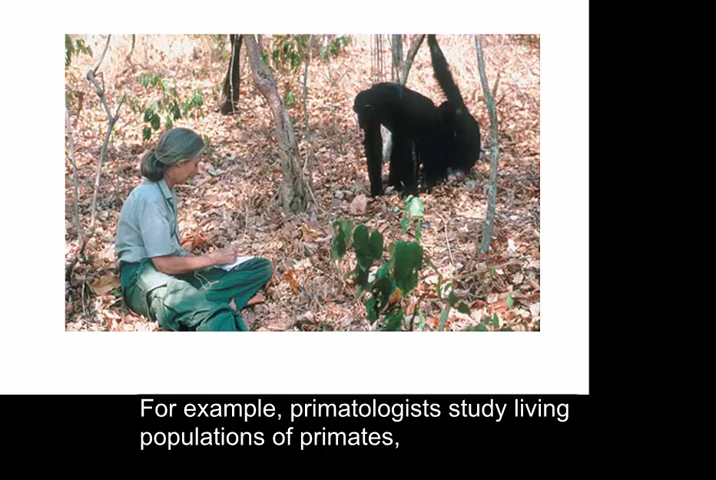 For example, primatologists study living
populations of primates,